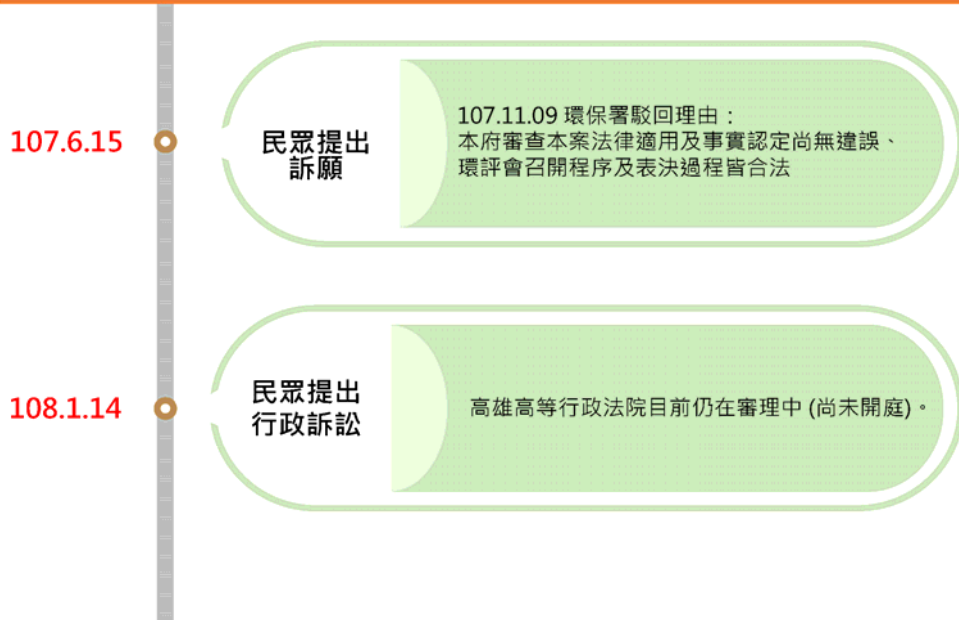 107.6.15
民眾提出
訴願
107.11.09 環保署駁回理由：
本府審查本案法律適用及事實認定尚無違誤、
環評會召開程序及表決過程皆合法
108.1.14
民眾提出
行政訴訟
高雄高等行政法院目前仍在審理中 (尚未開庭)。